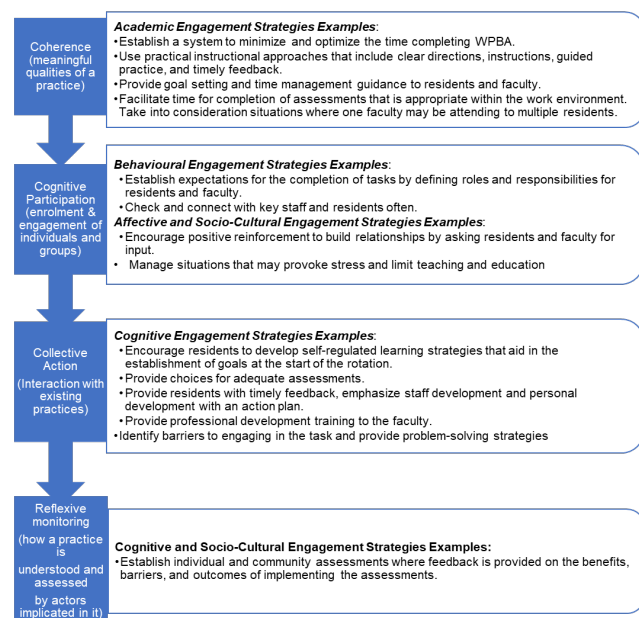 Coherence
(meaningful
qualities of a
practice)
Academic Engagement Strategies Examples:
•Establish a system to minimize and optimize the time completing WPBA.
•Use practical instructional approaches that include clear directions, instructions, guided
practice, and timely feedback.
•Provide goal setting and time management guidance to residents and faculty.
•Facilitate time for completion of assessments that is appropriate within the work environment.
Take into consideration situations where one faculty may be attending to multiple residents.
Cognitive
Participation
(enrolment &
engagement of
individuals and
groups)
Behavioural Engagement Strategies Examples:
•Establish expectations for the completion of tasks by defining roles and responsibilities for
residents and faculty.
•Check and connect with key staff and residents often.
Affective and Socio-Cultural Engagement Strategies Examples:
•Encourage positive reinforcement to build relationships by asking residents and faculty for
input.
• Manage situations that may provoke stress and limit teaching and education
Collective
Action
(Interaction with
existing
practices)
Cognitive Engagement Strategies Examples:
•Encourage residents to develop self-regulated learning strategies that aid in the
establishment of goals at the start of the rotation.
•Provide choices for adequate assessments.
•Provide residents with timely feedback, emphasize staff development and personal
development with an action plan.
•Provide professional development training to the faculty.
•Identify barriers to engaging in the task and provide problem-solving strategies
Reflexive
monitoring
(how a practice
is
understood and
assessed
by actors
implicated in it)
Cognitive and Socio-Cultural Engagement Strategies Examples:
•Establish individual and community assessments where feedback is provided on the benefits,
barriers, and outcomes of implementing the assessments.